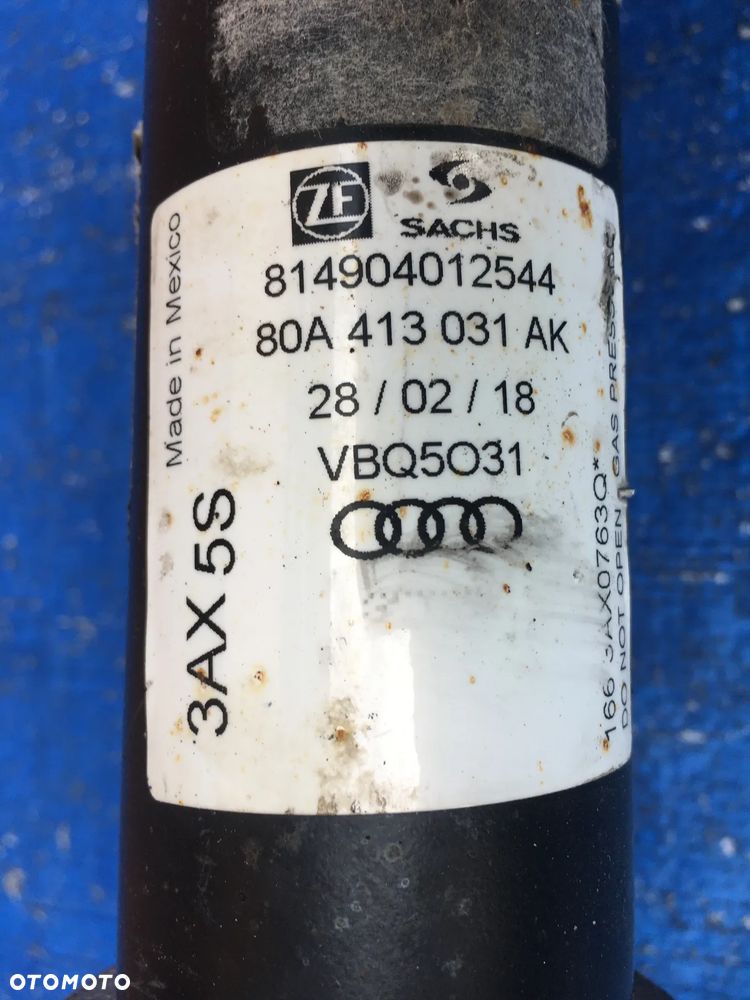 ZF
SACHS
814904012544
80A 413 031 AK
28 / 02 / 18
VBQ5O31
Made in Mexico
3AX 5S
166 3AX0763Q*
DO NOT OPEN! GAS
OTOMOTO